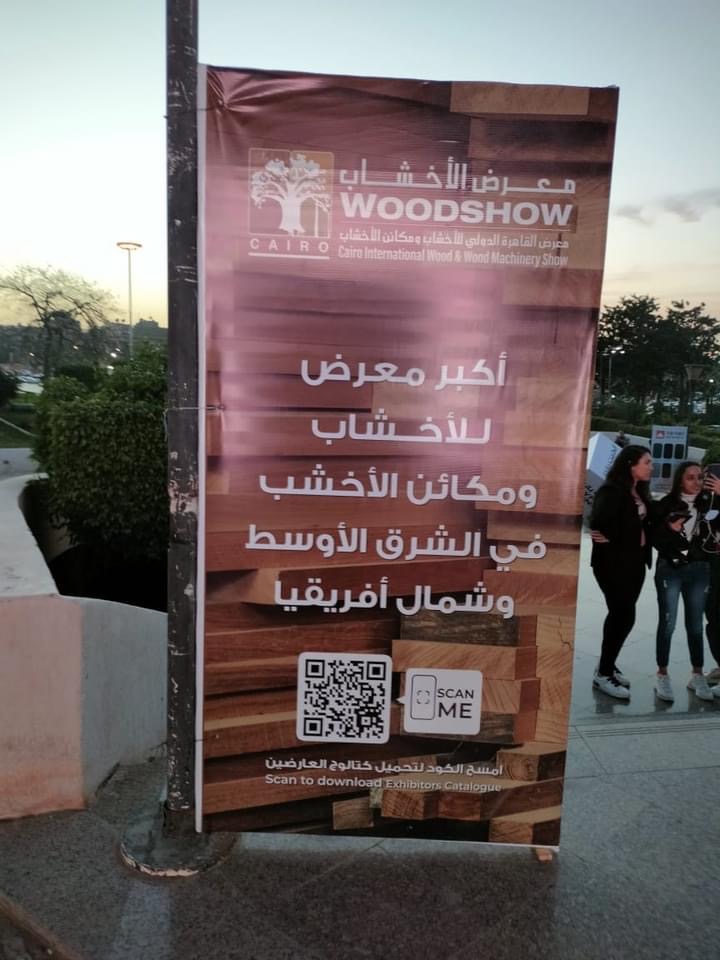 معرض الأخشاب
WOODSHOW
CAIRO
معرض القاهرة الدولي للأخشاب ومكائن الأخشاب
Cairo International Wood & Wood Machinery Show
أكبر معرض
للأخشاب
ومكائن الأخشب
في الشرق الأوسط
وشمال أفريقيا
SCAN
ME
امسح الكود لتحميل كتالوج العارضين
Scan to download Exhibitors Catalogue